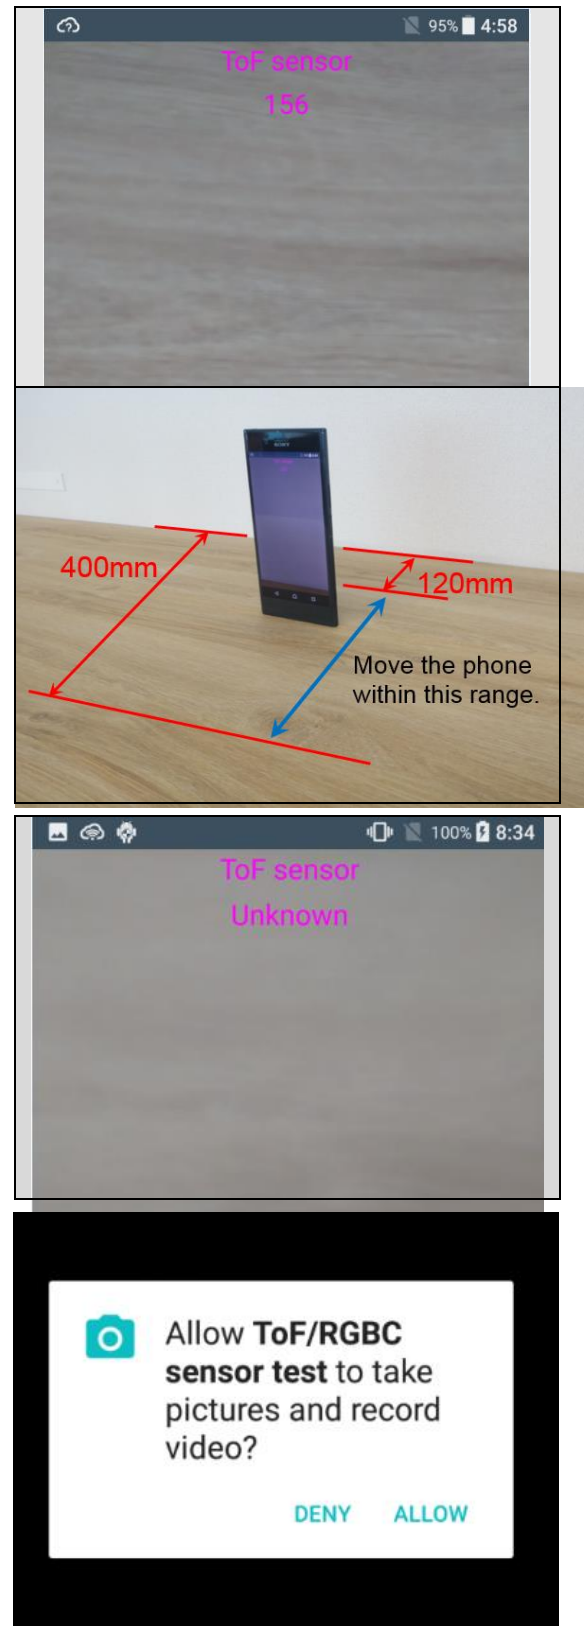 95% 4:58
ToF sensor
156
SONY
400mm
120mm
Move the phone
within this range.
100% 8:34
ToF sensor
Unknown
Allow ToF/RGBC
sensor test to take
pictures and record
video?
DENY ALLOW